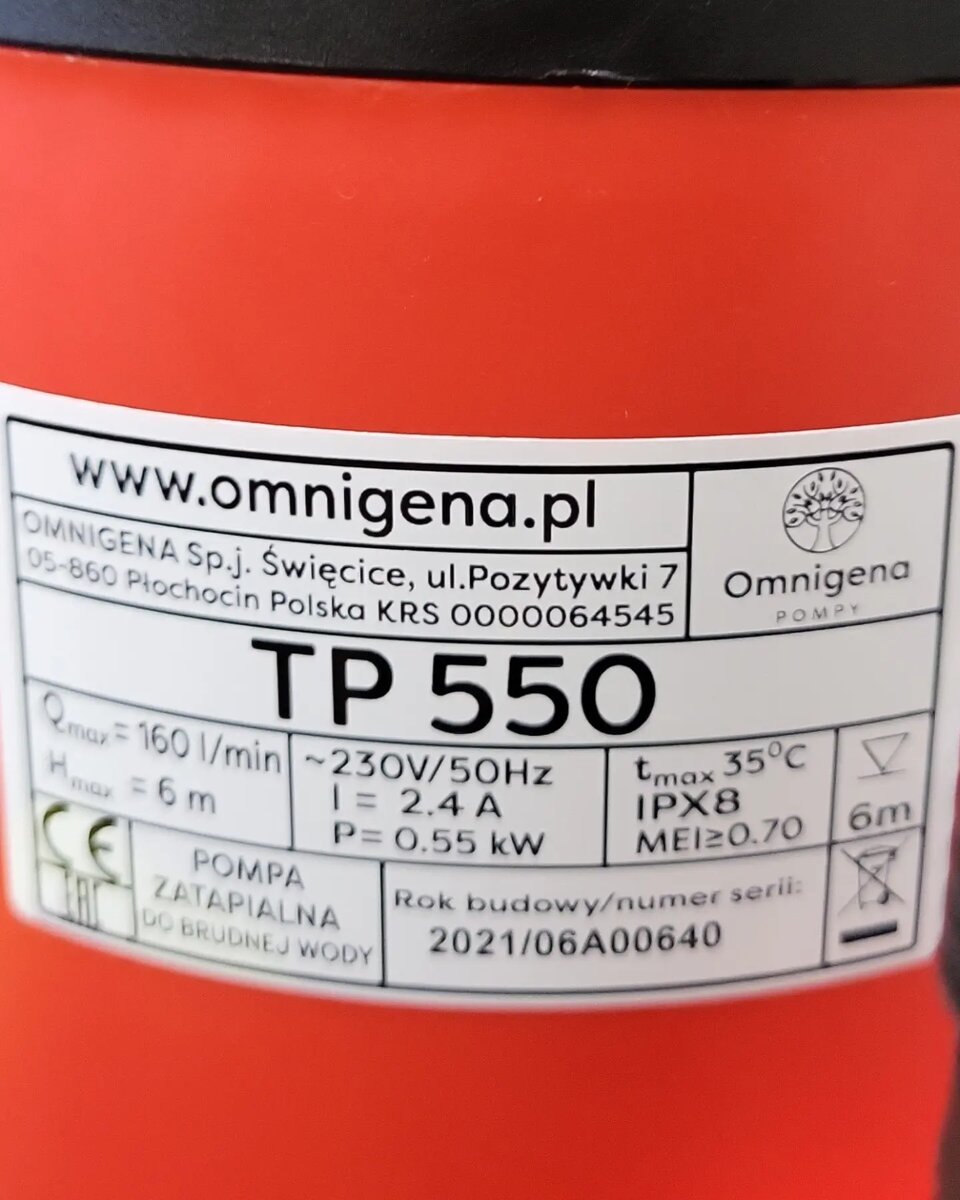 www.omnigena.pl
OMNIGENA Sp.j. Święcice, ul.Pozytywki 7
05-860 Płochocin Polska KRS 0000064545
Omnigena
POMPY
TP 550
Qmax = 160 l/min
Hmax = 6 m
~230V/50Hz
I = 2.4 A
P= 0.55 kW
tmax 35°C
IPX8
MEI≥0.70
6m
CE
EAC
POMPA
ZATAPIALNA
DO BRUDNEJ WODY
Rok budowy/numer serii:
2021/06A00640